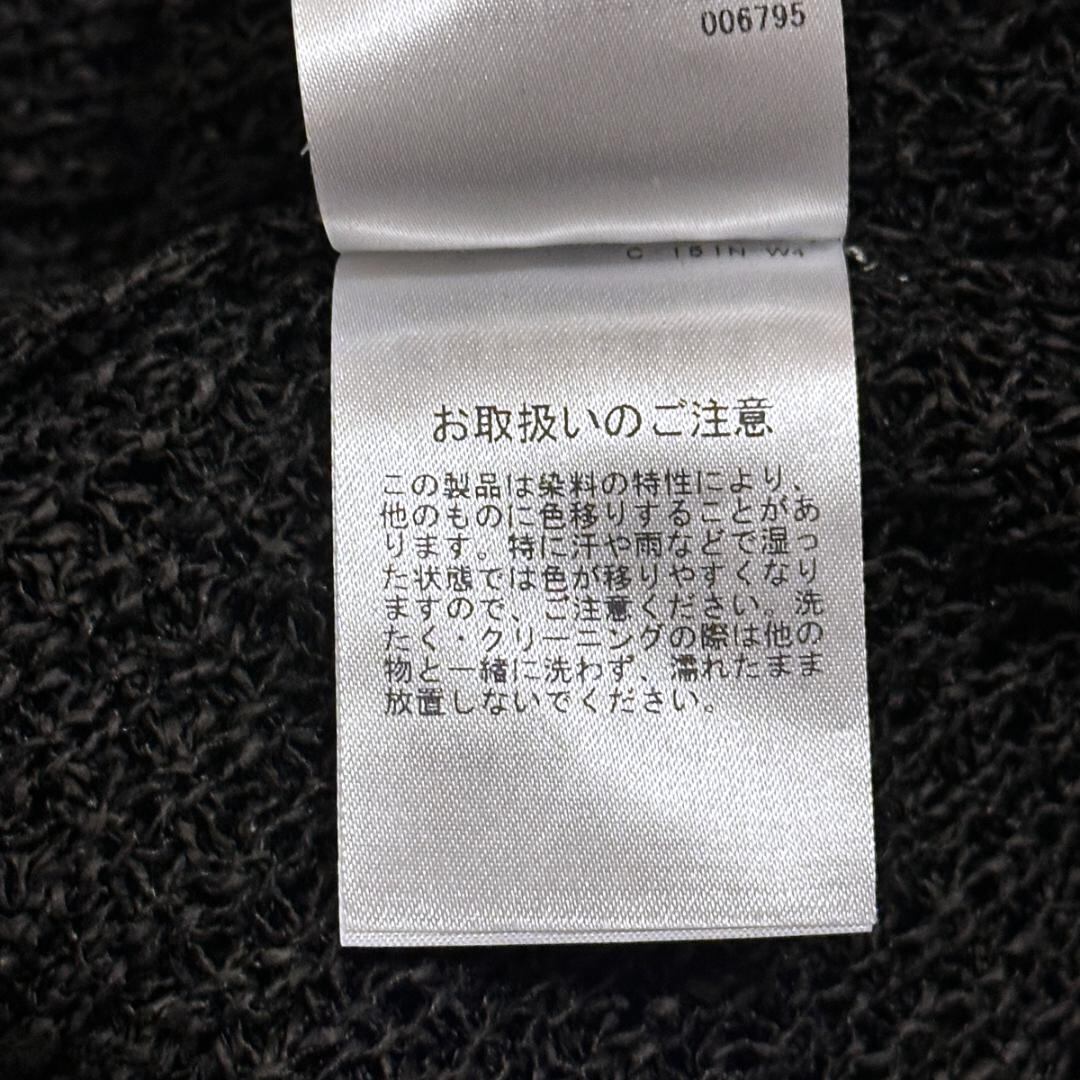 006795
お取扱いのご注意
この製品は染料の特性により、
他のものに色移りすることがあ
ります。特に汗や雨などで湿っ
た状態では色が移りやすくなり
ますので、ご注意ください。洗
たく・クリーニングの際は他の
物と一緒に洗わず、濡れたまま
放置しないでください。